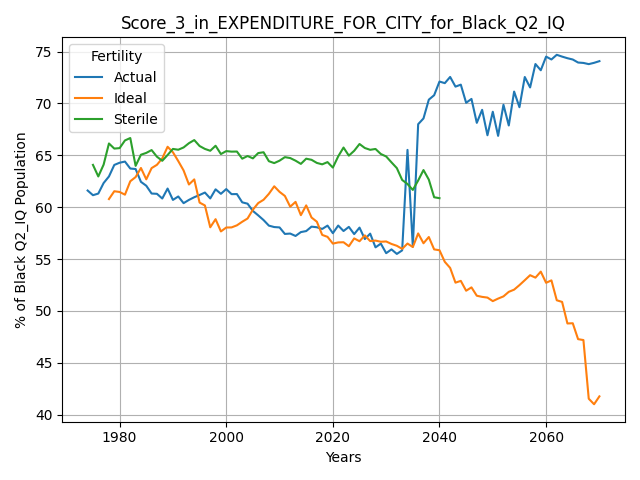 Score_3_in_EXPENDITURE_FOR_CITY_for_Black_Q2_IQ
Fertility
Actual
Ideal
Sterile
% of Black Q2_IQ Population
75
70
65
60
55
50
45
40
1980
2000
2020
2040
2060
Years